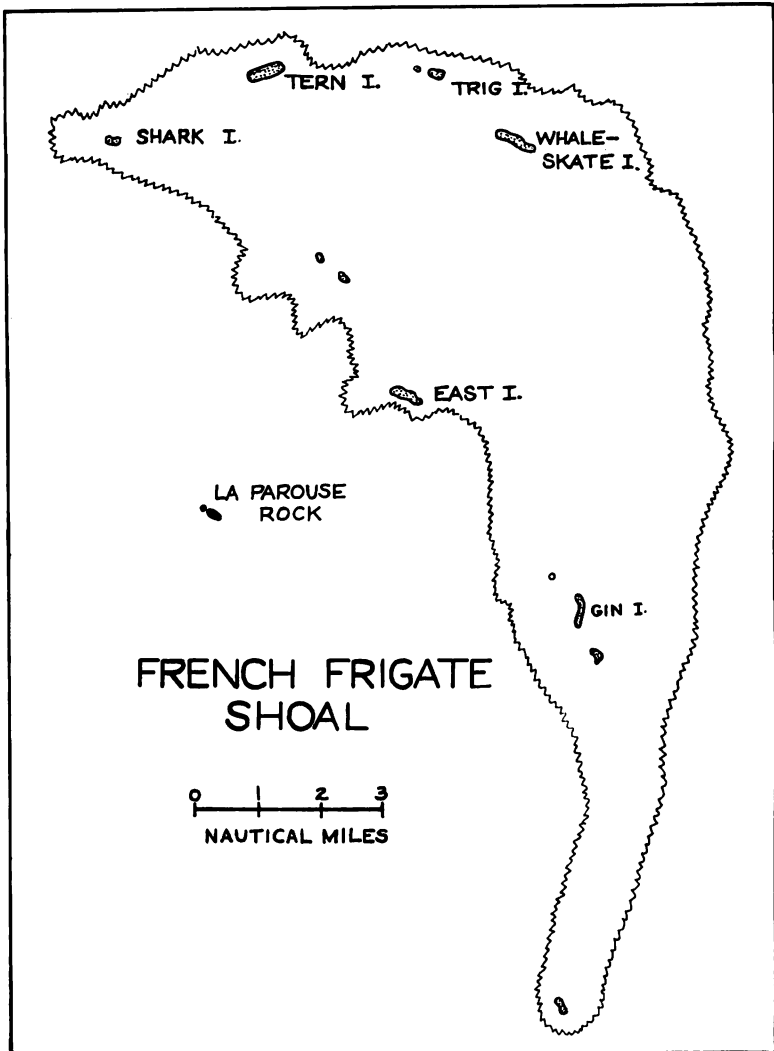 TERN I.
TRIG I.
SHARK I.
WHALE-
SKATE I.
EAST I.
LA PAROUSE
ROCK
GIN I.
FRENCH FRIGATE
SHOAL
0 1 2 3
NAUTICAL MILES